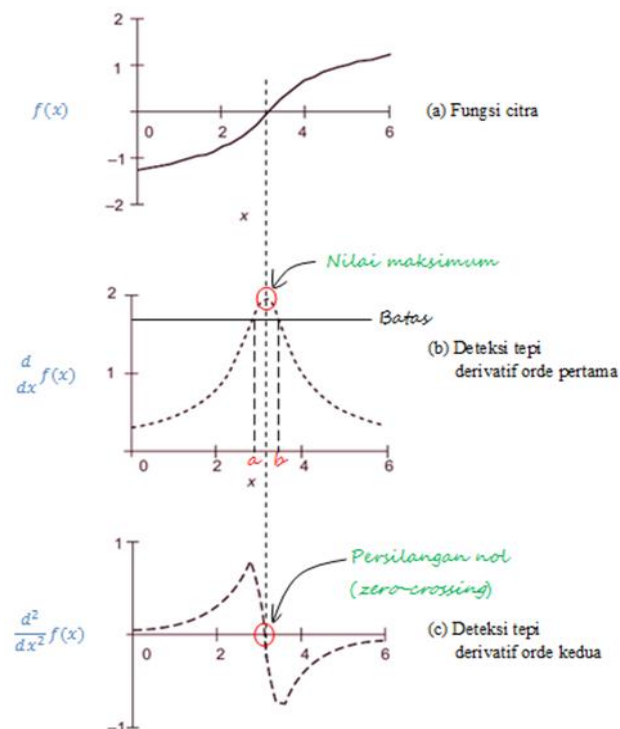 2
1
f(x)
0 2 4 6
(a) Fungsi citra
−1
−2
x
Nilai maksimum
2
Batas
d/dx f(x)
1
(b) Deteksi tepi
derivatif orde pertama
0 2 a b 4 6
x
1
Persilangan nol
(zero-crossing)
d²/dx² f(x)
0 2 4 6
(c) Deteksi tepi
derivatif orde kedua
−1